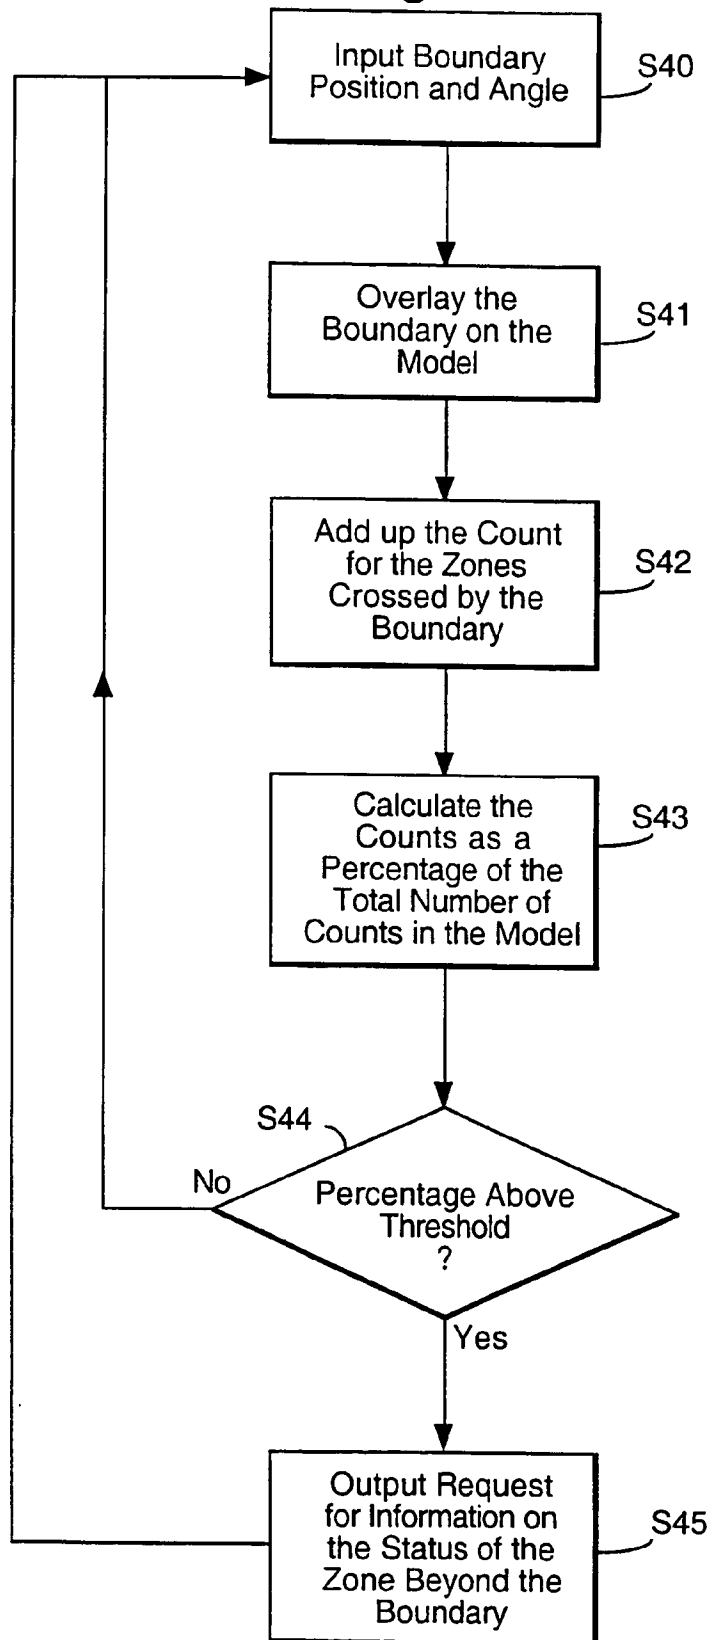 Input Boundary
Position and Angle
S40
Overlay the
Boundary on the
Model
S41
Add up the Count
for the Zones
Crossed by the
Boundary
S42
Calculate the
Counts as a
Percentage of the
Total Number of
Counts in the Model
S43
S44
No
Percentage Above
Threshold
?
Yes
Output Request
for Information on
the Status of the
Zone Beyond the
Boundary
S45